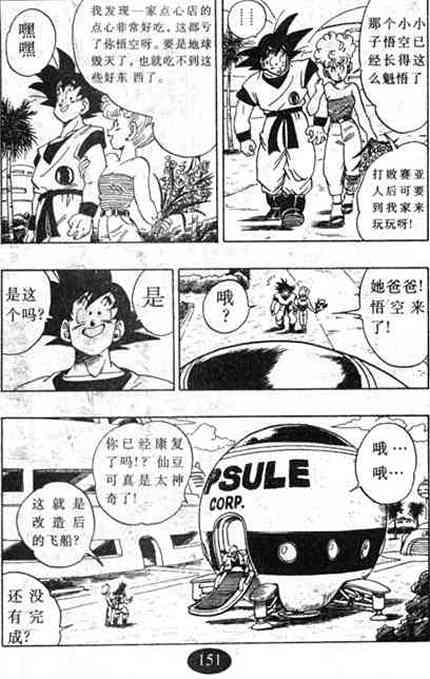 那个小小
子悟空已
经长得这
么魁悟了
……
……
打败赛亚
人后可要
到我家来
玩玩呀!
我发现一家点心店的
点心非常好吃，这都亏
了你悟空呀。要是地球
毁灭了，也就吃不到这
些好东 西了。
嘿
嘿
她爸爸!
悟空来
了!
哦
?
是
是这
个吗?
哦…
哦…
PSULE
CORP.
你已经康复
了吗!? 仙豆
可真是太神
奇了!
这就是
改造后
的飞船?
还没
有完
成?
151